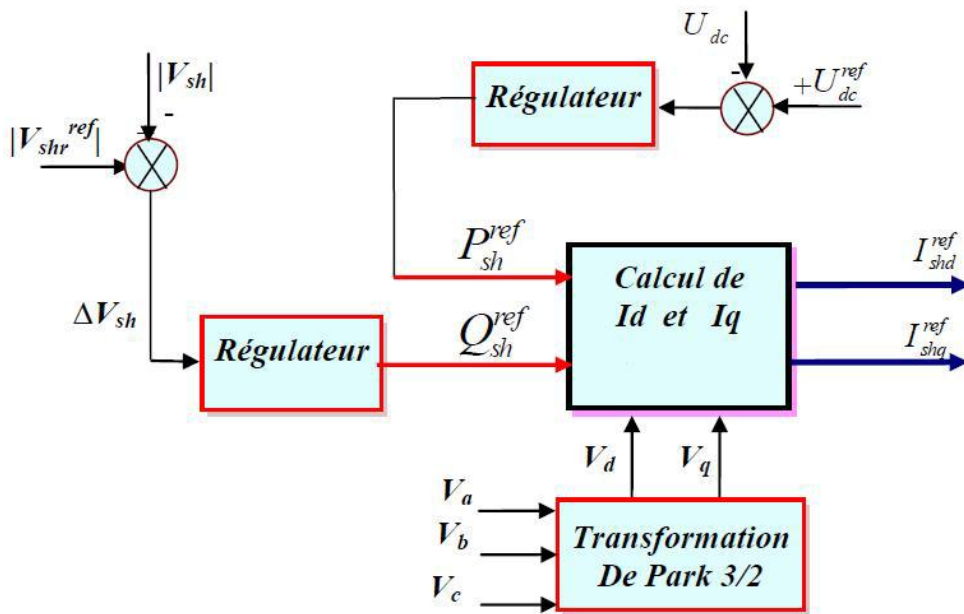 U_dc
-
+U_dc^ref
Régulateur
|V_sh|
-
|V_shr^ref|
P_sh^ref
Calcul de
Id et Iq
I_shd^ref
ΔV_sh
Régulateur
Q_sh^ref
I_shq^ref
V_d
V_q
V_a
V_b
V_c
Transformation
De Park 3/2